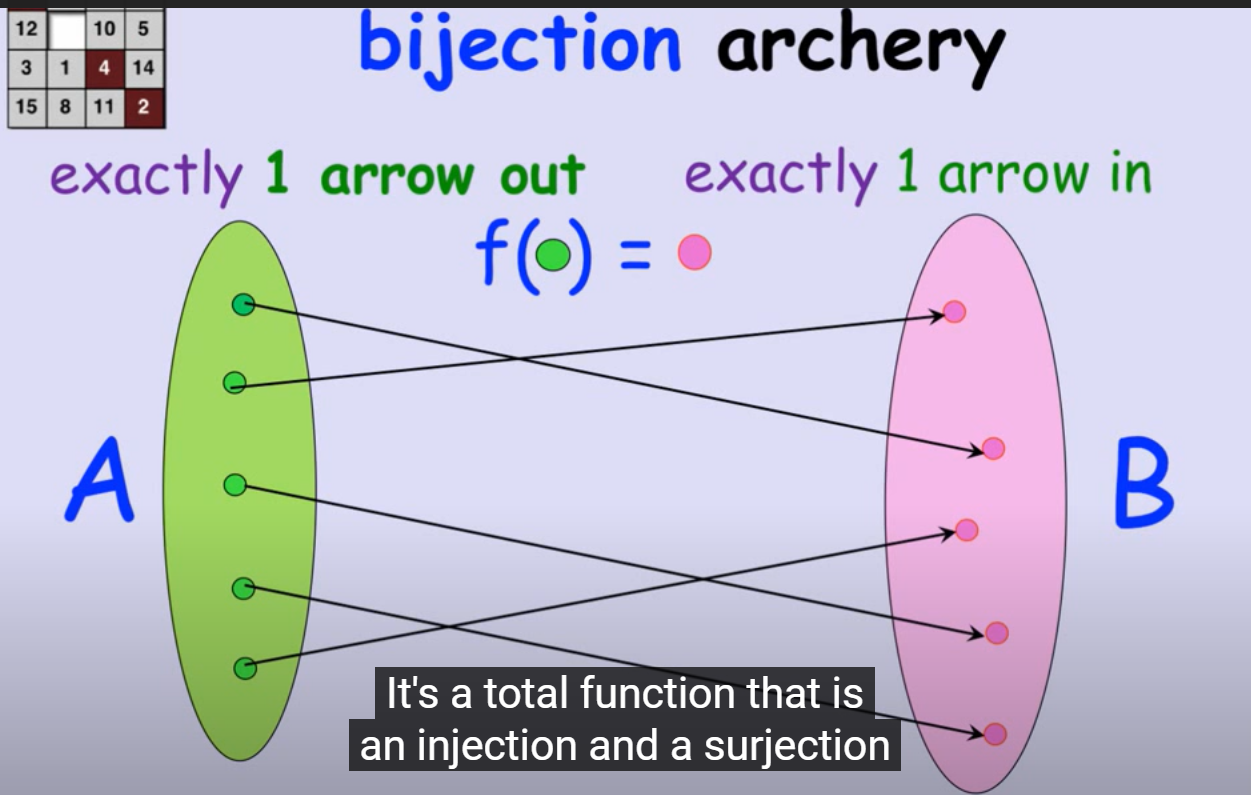 12 10 5
3 1 4 14
15 8 11 2
bijection archery
exactly 1 arrow out
exactly 1 arrow in
f( ) =
A
B
It's a total function that is
an injection and a surjection